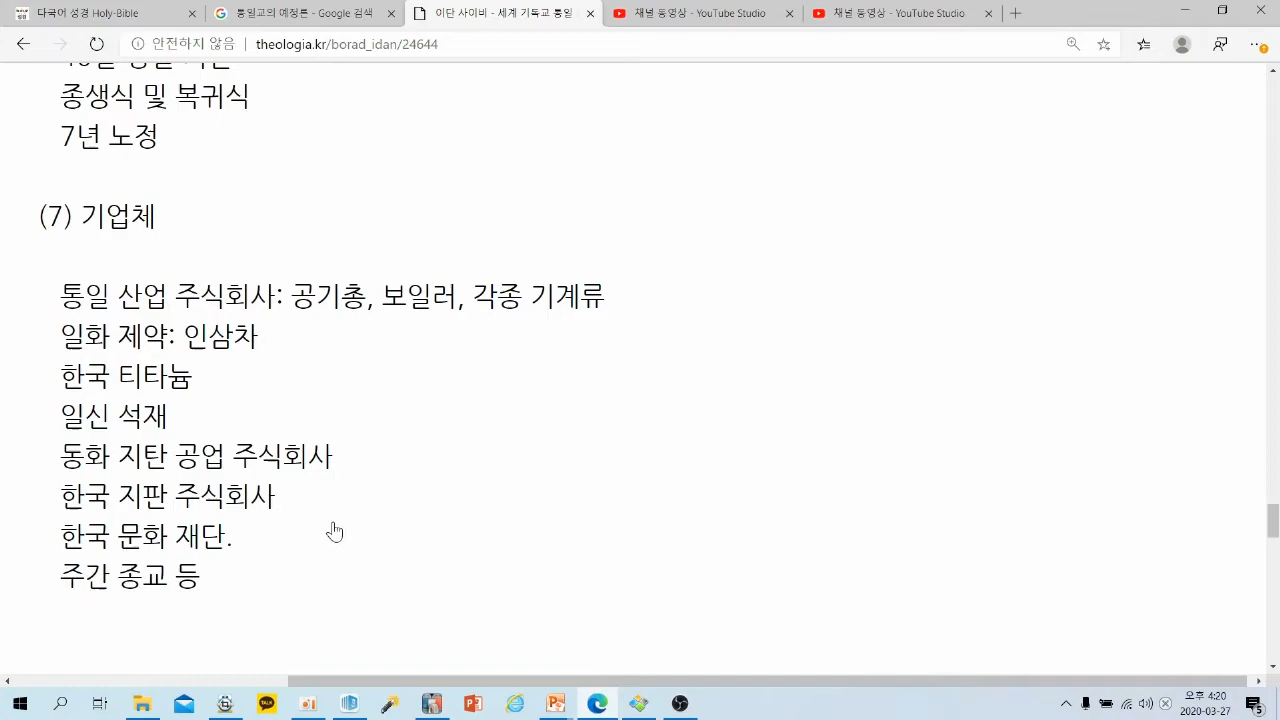 다국어 성경 Holy-Bible
통일교의 예정론 - Google 검색
이단 사이비 - 세계 기독교 통일
채널 동영상 - YouTube Studio
채널 동영상 - YouTube Studio
안전하지 않음
theologia.kr/borad_idan/24644
종생식 및 복귀식
7년 노정
(7) 기업체
통일 산업 주식회사: 공기총, 보일러, 각종 기계류
일화 제약: 인삼차
한국 티타늄
일신 석재
동화 지탄 공업 주식회사
한국 지판 주식회사
한국 문화 재단.
주간 종교 등
TALK
오후 4:20
2020-03-27
5